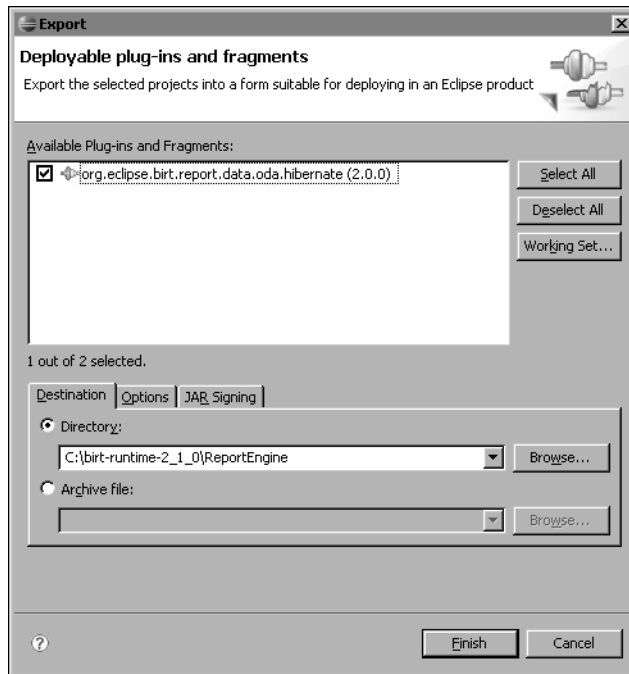 Export
Deployable plug-ins and fragments
Export the selected projects into a form suitable for deploying in an Eclipse product
Available Plug-ins and Fragments:
org.eclipse.birt.report.data.oda.hibernate (2.0.0)
Select All
Deselect All
Working Set...
1 out of 2 selected.
Destination Options JAR Signing
Directory:
C:\birt-runtime-2_1_0\ReportEngine Browse...
Archive file:
Browse...
? Finish Cancel